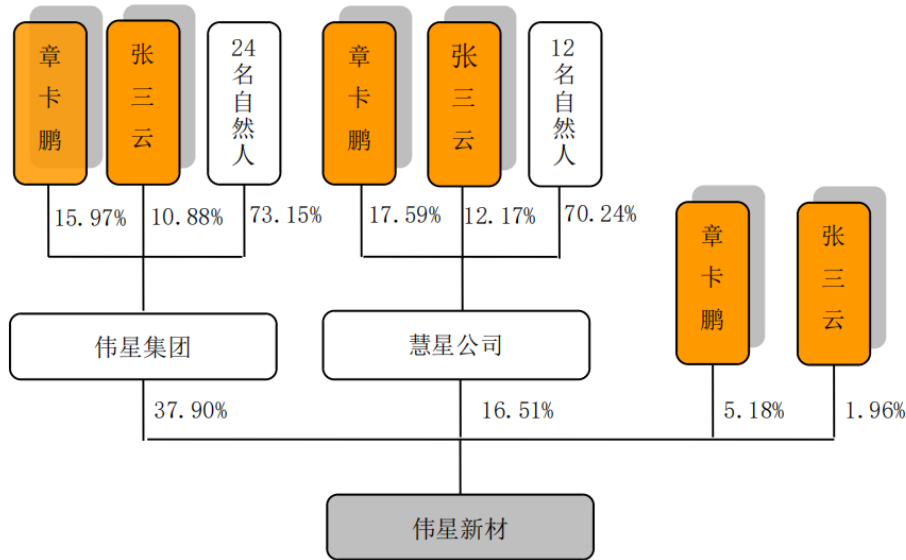 章卡鹏
张三云
24名自然人
章卡鹏
张三云
12名自然人
15.97%
10.88%
73.15%
17.59%
12.17%
70.24%
章卡鹏
张三云
伟星集团
慧星公司
37.90%
16.51%
5.18%
1.96%
伟星新材